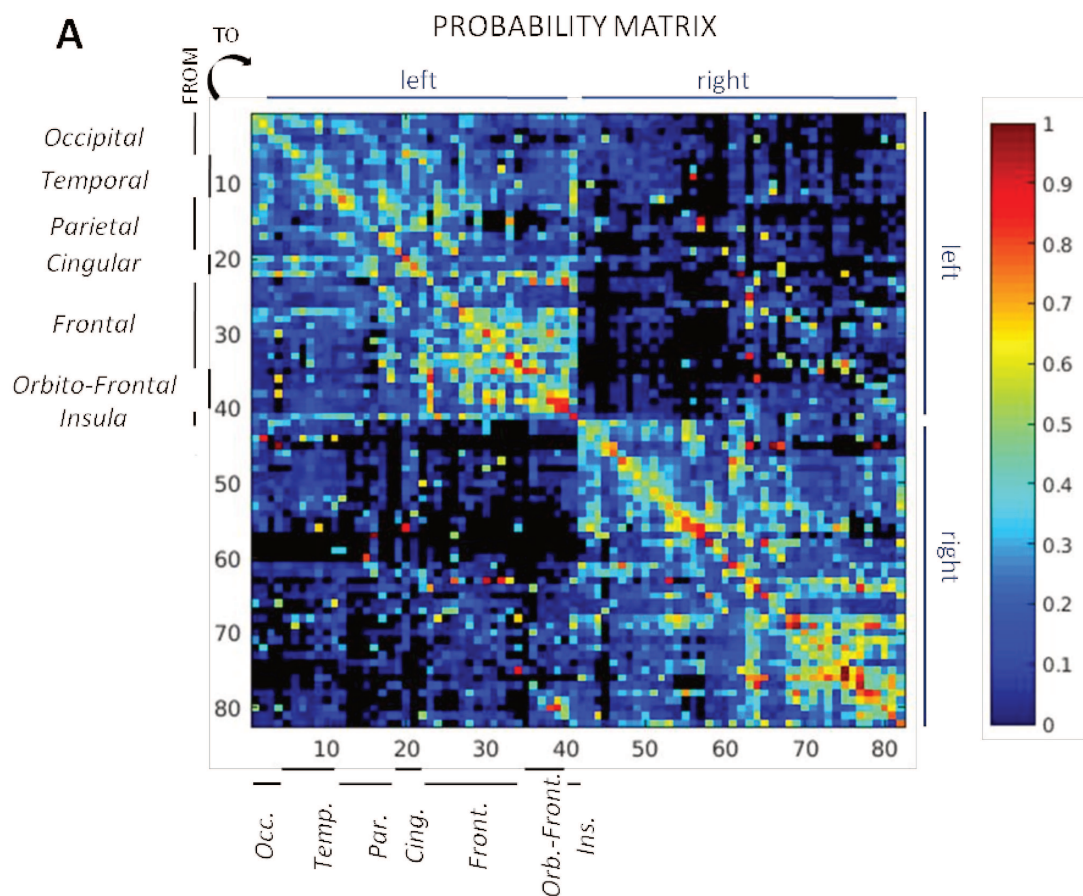 A
PROBABILITY MATRIX
TO
FROM
left
right
Occipital
Temporal
Parietal
Cingular
Frontal
Orbito-Frontal
Insula
10
20
30
40
50
60
70
80
left
right
10
20
30
40
50
60
70
80
Occ.
Temp.
Par.
Cing.
Front.
Orb.-Front.
Ins.
1
0.9
0.8
0.7
0.6
0.5
0.4
0.3
0.2
0.1
0